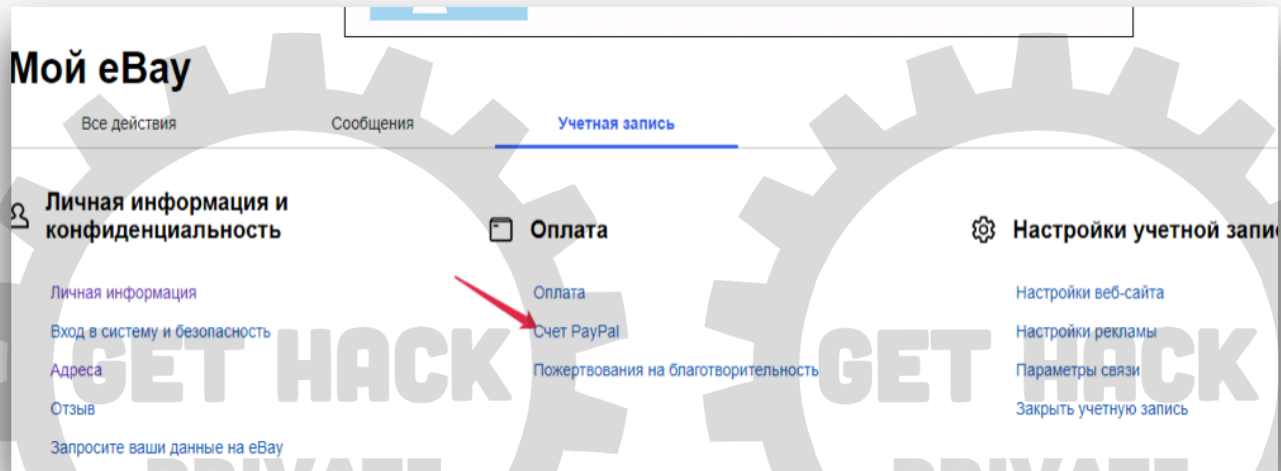 Мой eBay
Все действия
Сообщения
Учетная запись
Личная информация и
конфиденциальность
Личная информация
Вход в систему и безопасность
Адреса
Отзыв
Запросите ваши данные на eBay
Оплата
Оплата
Счет PayPal
Пожертвования на благотворительность
Настройки учетной запи
Настройки веб-сайта
Настройки рекламы
Параметры связи
Закрыть учетную запись
GET HACK
PRIVATE
GET HACK
PRIVATE